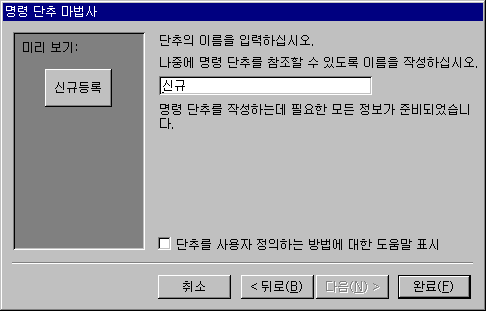 명령 단추 마법사
미리 보기:
신규등록
단추의 이름을 입력하십시오.
나중에 명령 단추를 참조할 수 있도록 이름을 작성하십시오.
신규
명령 단추를 작성하는데 필요한 모든 정보가 준비되었습니
다.
단추를 사용자 정의하는 방법에 대한 도움말 표시
취소
< 뒤로(B)
다음(N) >
완료(F)